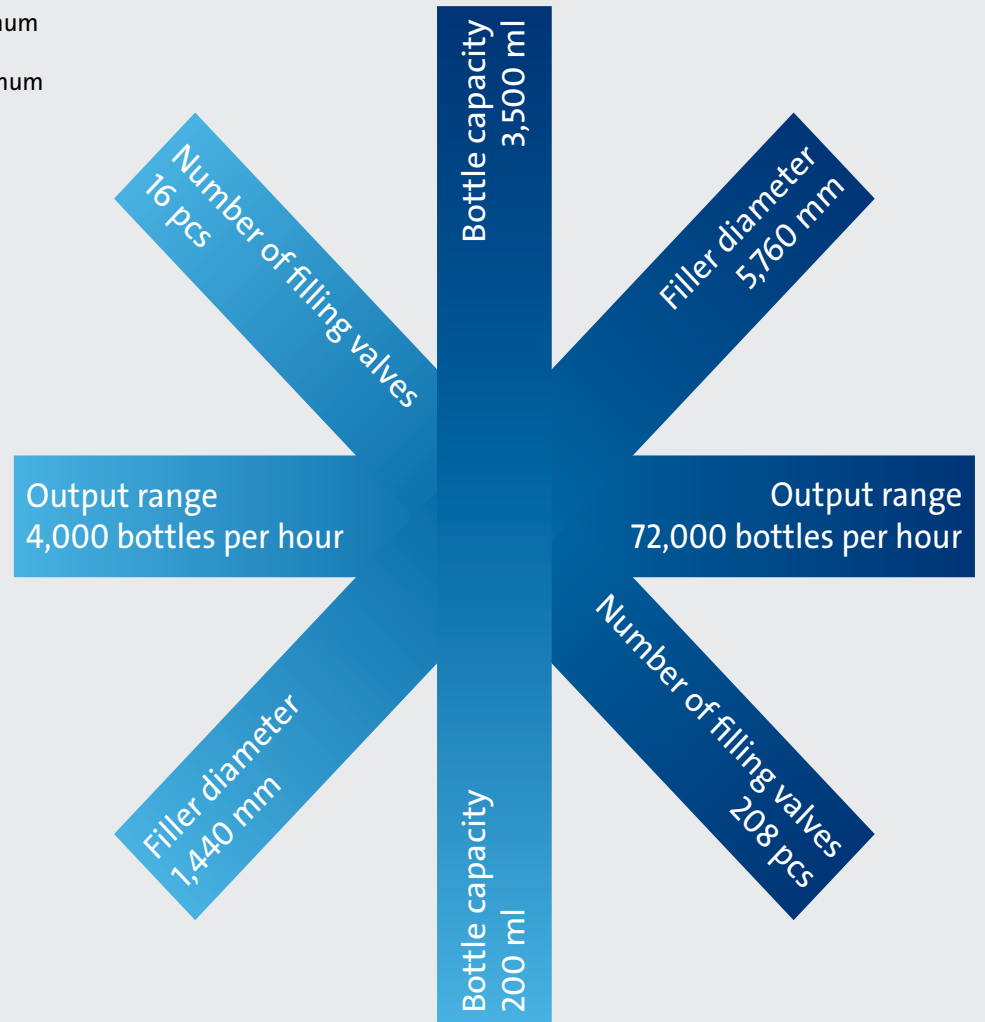 num
num
Bottle capacity
3,500 ml
Number of filling valves
16 pcs
Filler diameter
5,760 mm
Output range
4,000 bottles per hour
Output range
72,000 bottles per hour
Filler diameter
1,440 mm
Number of filling valves
208 pcs
Bottle capacity
200 ml